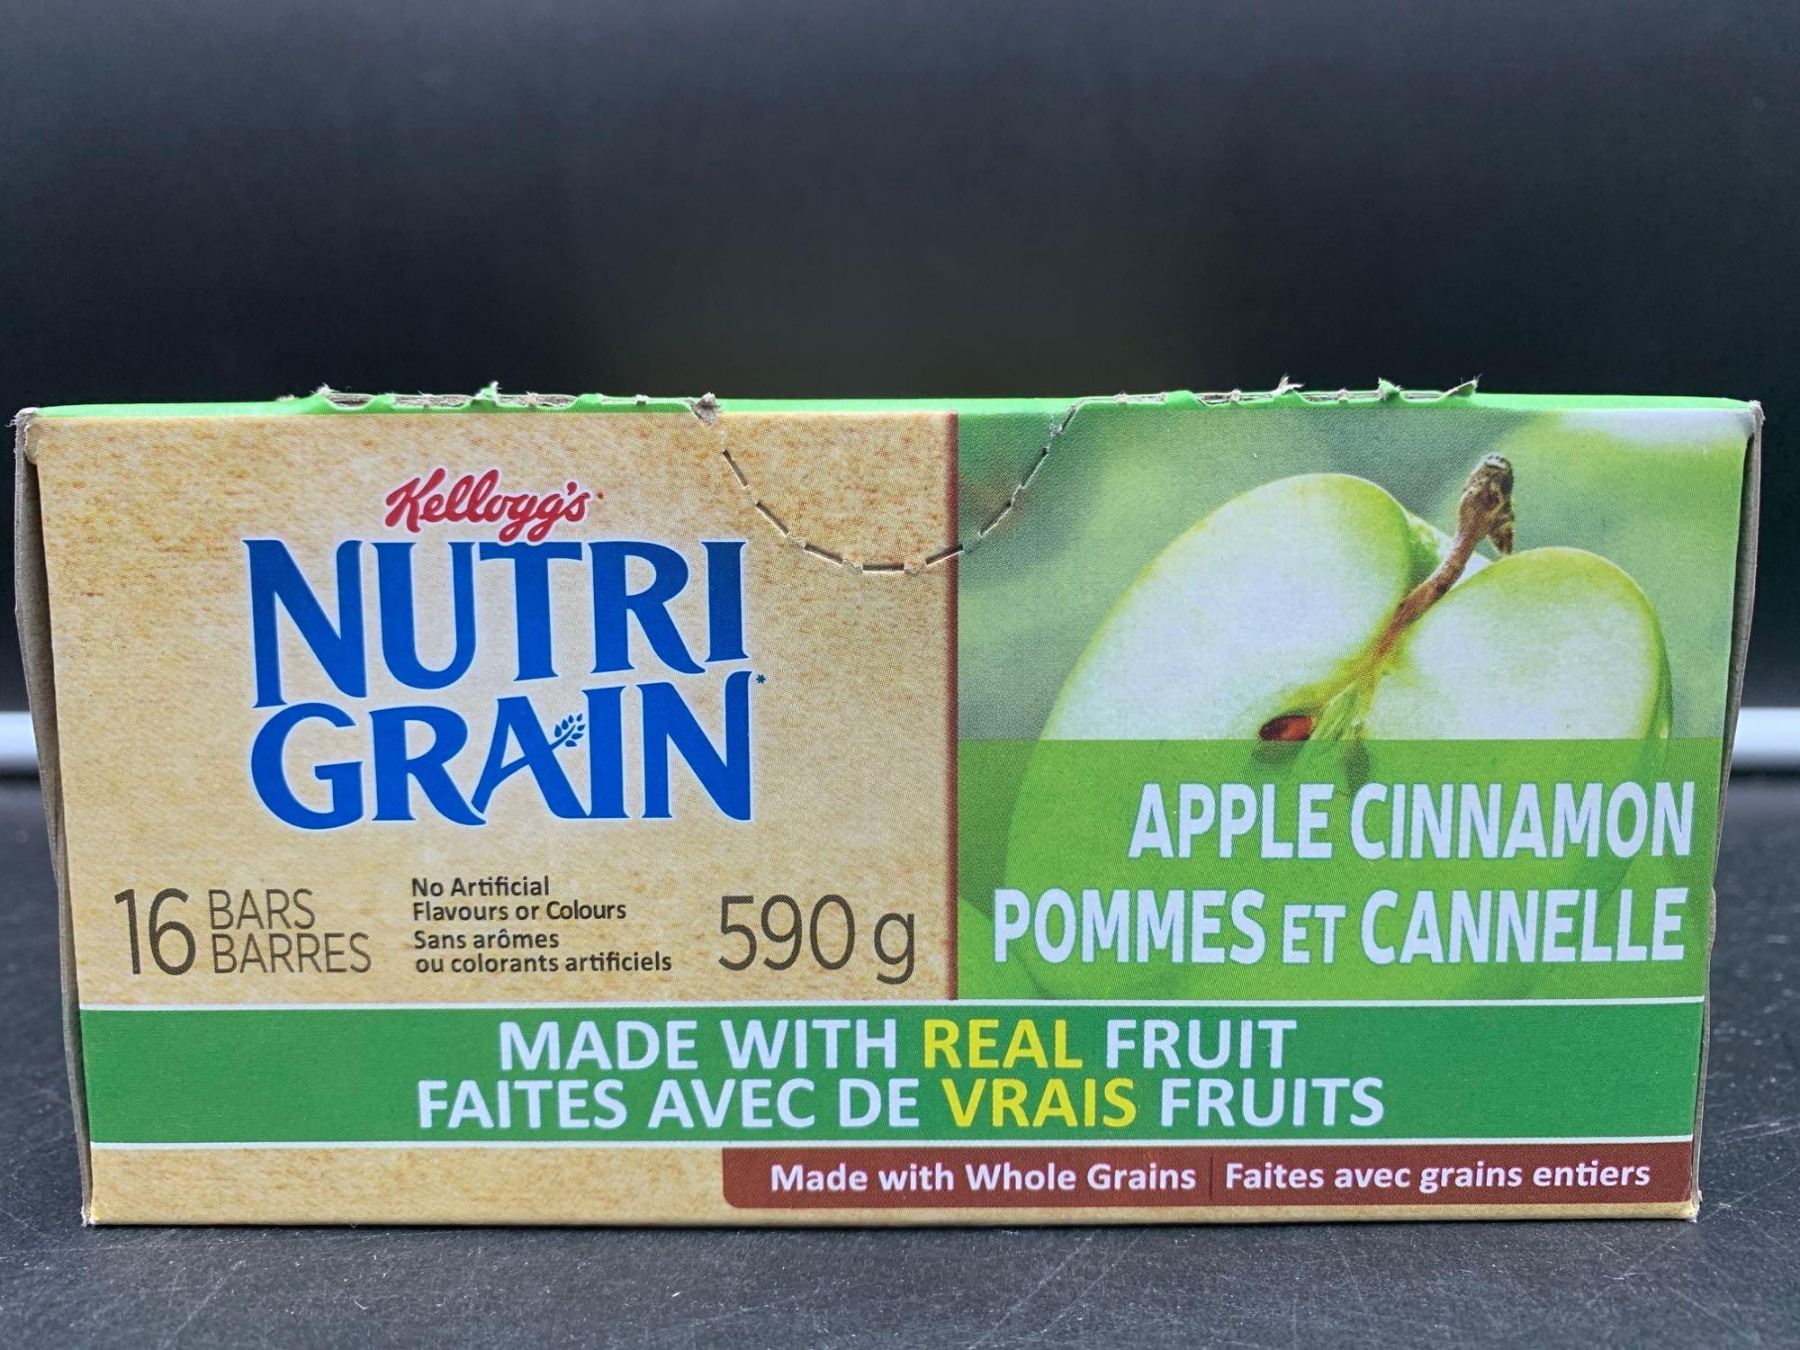 Kellogg's
NUTRI
GRAIN*
16 BARS
BARRES
No Artificial
Flavours or Colours
Sans arômes
ou colorants artificiels
590 g
APPLE CINNAMON
POMMES ET CANNELLE
MADE WITH REAL FRUIT
FAITES AVEC DE VRAIS FRUITS
Made with Whole Grains | Faites avec grains entiers